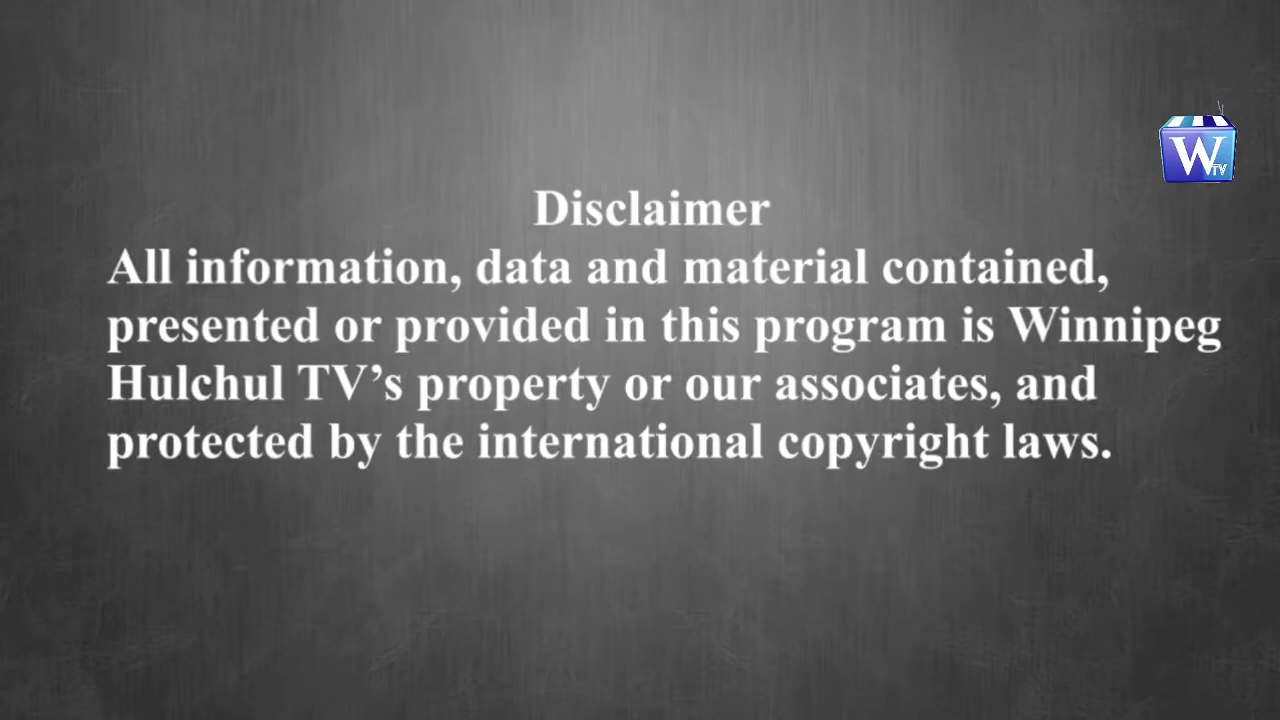 W
TV
Disclaimer
All information, data and material contained,
presented or provided in this program is Winnipeg
Hulchul TV’s property or our associates, and
protected by the international copyright laws.